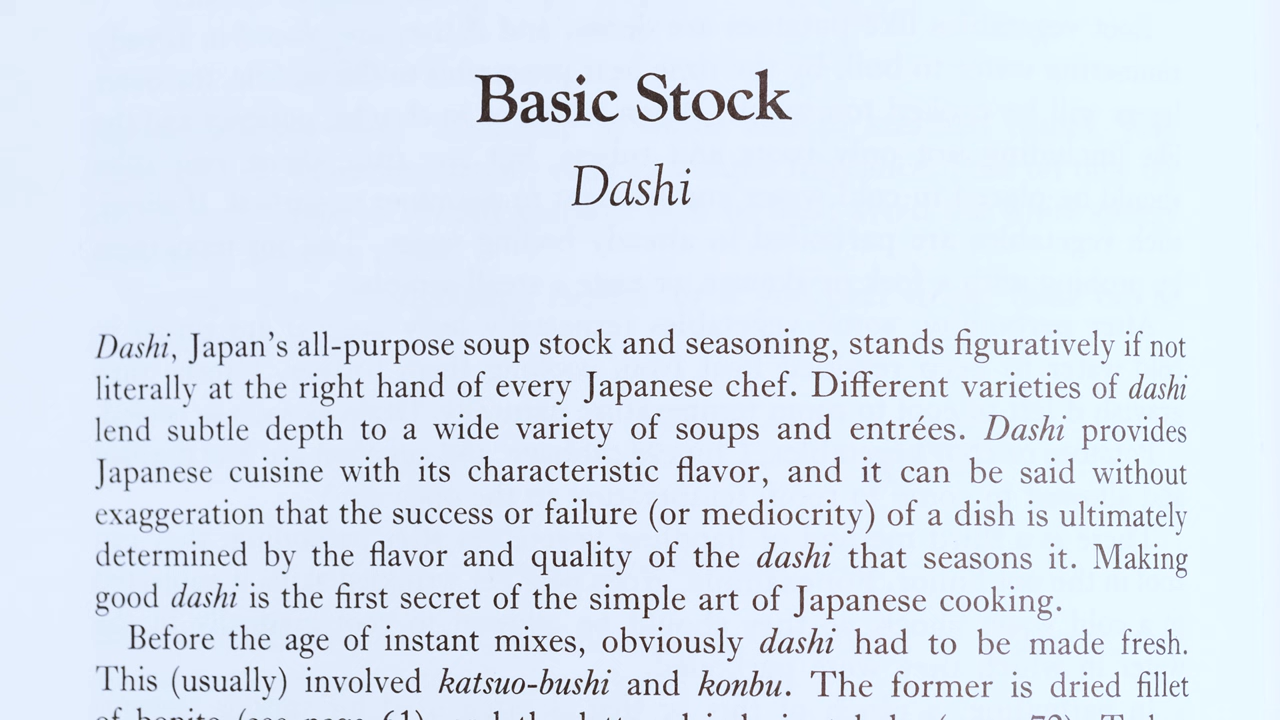 Basic Stock
Dashi
Dashi, Japan's all-purpose soup stock and seasoning, stands figuratively if not
literally at the right hand of every Japanese chef. Different varieties of dashi
lend subtle depth to a wide variety of soups and entrées. Dashi provides
Japanese cuisine with its characteristic flavor, and it can be said without
exaggeration that the success or failure (or mediocrity) of a dish is ultimately
determined by the flavor and quality of the dashi that seasons it. Making
good dashi is the first secret of the simple art of Japanese cooking.
Before the age of instant mixes, obviously dashi had to be made fresh.
This (usually) involved katsuo-bushi and konbu. The former is dried fillet
of bonito (see page 61)